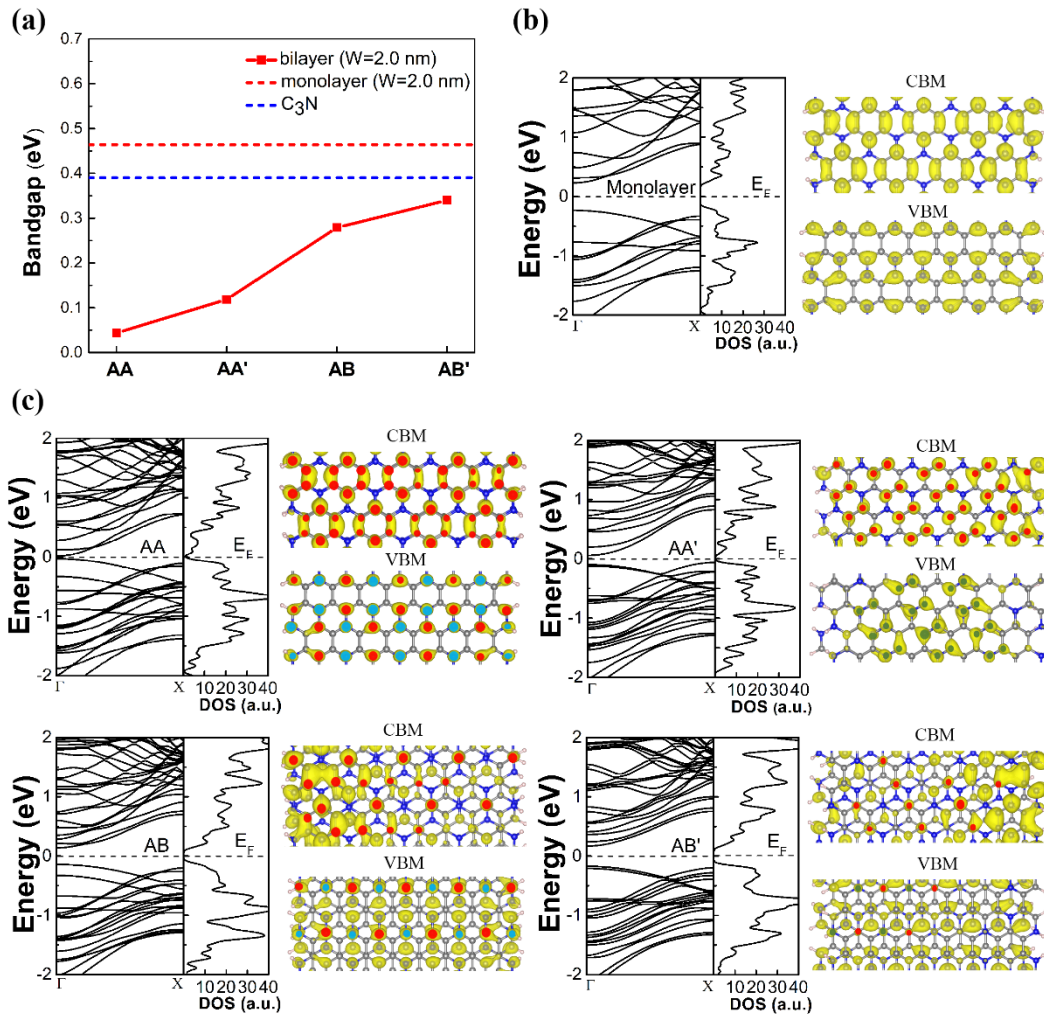 (a)
Bandgap (eV)
0.7
0.6
0.5
0.4
0.3
0.2
0.1
0.0
bilayer (W=2.0 nm)
monolayer (W=2.0 nm)
C₃N
AA
AA'
AB
AB'
(b)
Energy (eV)
2
1
0
-1
-2
Monolayer
E_F
Γ
X
10 20 30 40
DOS (a.u.)
CBM
VBM
(c)
Energy (eV)
2
1
0
-1
-2
AA
E_F
Γ
X
10 20 30 40
DOS (a.u.)
CBM
VBM
Energy (eV)
2
1
0
-1
-2
AA'
E_F
Γ
X
10 20 30 40
DOS (a.u.)
CBM
VBM
Energy (eV)
2
1
0
-1
-2
AB
E_F
Γ
X
10 20 30 40
DOS (a.u.)
CBM
VBM
Energy (eV)
2
1
0
-1
-2
AB'
E_F
Γ
X
10 20 30 40
DOS (a.u.)
CBM
VBM